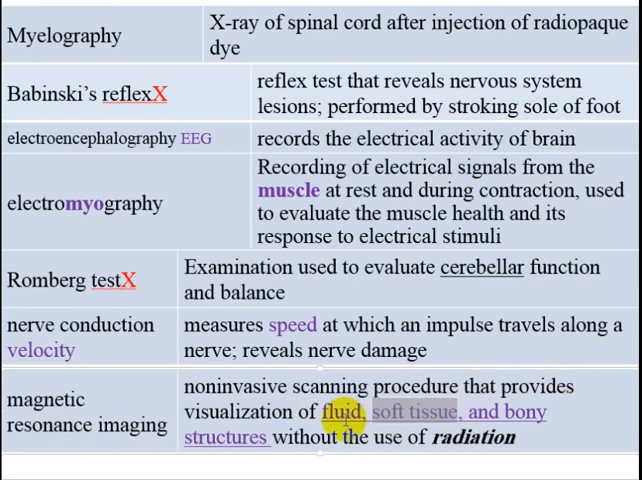 Myelography
X-ray of spinal cord after injection of radiopaque
dye
Babinski's reflexX
reflex test that reveals nervous system
lesions; performed by stroking sole of foot
electroencephalography EEG
records the electrical activity of brain
electromyography
Recording of electrical signals from the
muscle at rest and during contraction, used
to evaluate the muscle health and its
response to electrical stimuli
Romberg testX
Examination used to evaluate cerebellar function
and balance
nerve conduction
velocity
measures speed at which an impulse travels along a
nerve; reveals nerve damage
magnetic
resonance imaging
noninvasive scanning procedure that provides
visualization of fluid, soft tissue, and bony
structures without the use of radiation